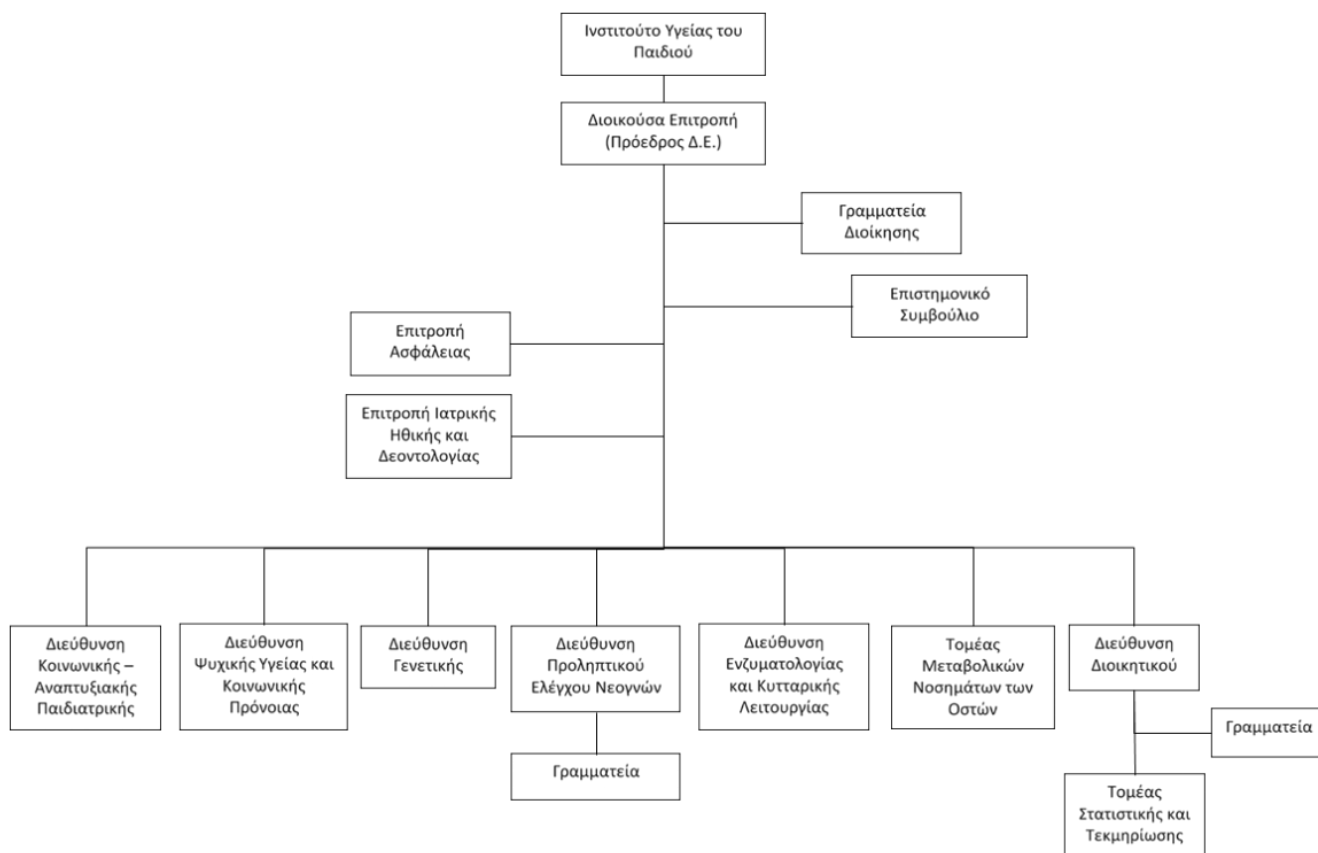 Ινστιτούτο Υγείας του
Παιδιού
Διοικούσα Επιτροπή
(Πρόεδρος Δ.Ε.)
Γραμματεία
Διοίκησης
Επιστημονικό
Συμβούλιο
Επιτροπή
Ασφάλειας
Επιτροπή Ιατρικής
Ηθικής και
Δεοντολογίας
Διεύθυνση
Κοινωνικής –
Αναπτυξιακής
Παιδιατρικής
Διεύθυνση
Ψυχικής Υγείας και
Κοινωνικής
Πρόνοιας
Διεύθυνση
Γενετικής
Διεύθυνση
Προληπτικού
Ελέγχου Νεογνών
Διεύθυνση
Ενζυματολογίας
και Κυτταρικής
Λειτουργίας
Τομέας
Μεταβολικών
Νοσημάτων των
Οστών
Διεύθυνση
Διοικητικού
Γραμματεία
Γραμματεία
Τομέας
Στατιστικής και
Τεκμηρίωσης